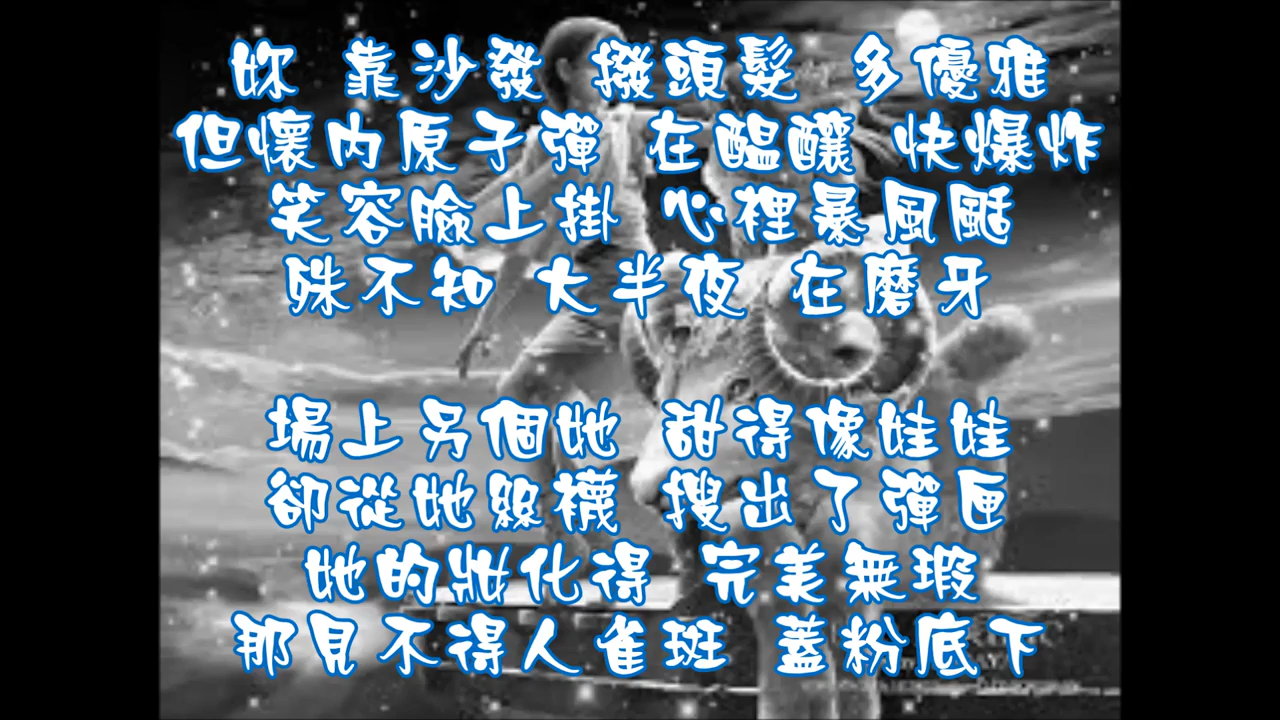 妳 靠沙發 撥頭髮 多優雅
但懷內原子彈 在醞釀 快爆炸
笑容臉上掛 心裡暴風颳
殊不知 大半夜 在磨牙
場上另個她 甜得像娃娃
卻從她絲襪 搜出了彈匣
她的妝化得 完美無瑕
那見不得人雀斑 蓋粉底下